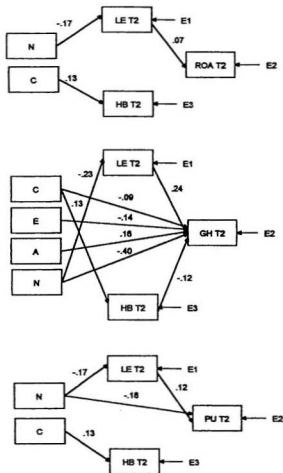 -.17
LE T2
E1
N
.07
ROA T2
E2
C
.13
HB T2
E3
LE T2
E1
-.23
C
.13
-.09
.24
E
-.14
GH T2
E2
A
.16
N
-.40
-.12
HB T2
E3
-.17
LE T2
E1
N
.12
-.16
PU T2
E2
C
.13
HB T2
E3